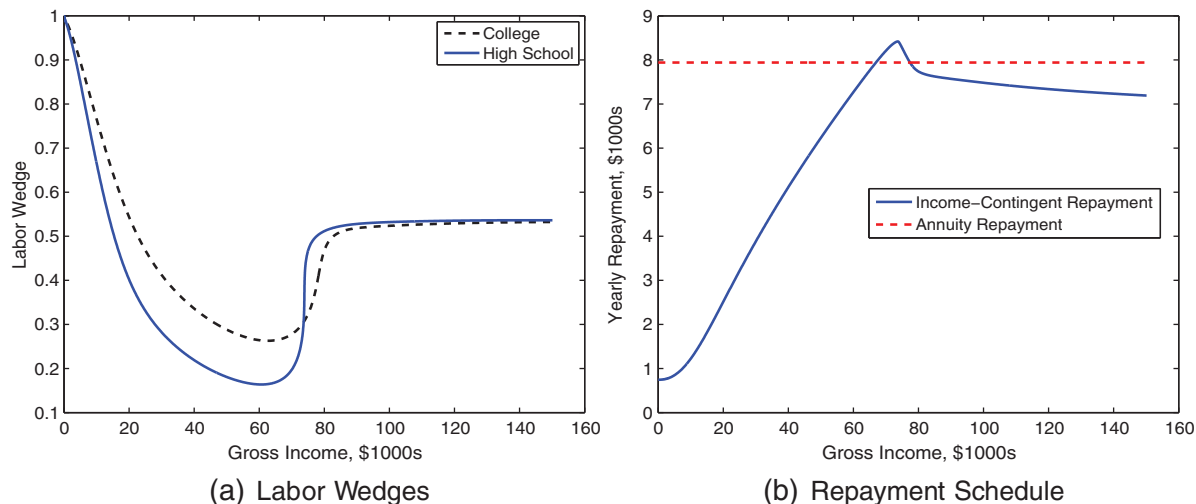 1
0.9
0.8
0.7
0.6
0.5
0.4
0.3
0.2
0.1
Labor Wedge
College
High School
0 20 40 60 80 100 120 140 160
Gross Income, $1000s
(a) Labor Wedges
9
8
7
6
5
4
3
2
1
0
Yearly Repayment, $1000s
Income−Contingent Repayment
Annuity Repayment
0 20 40 60 80 100 120 140 160
Gross Income, $1000s
(b) Repayment Schedule